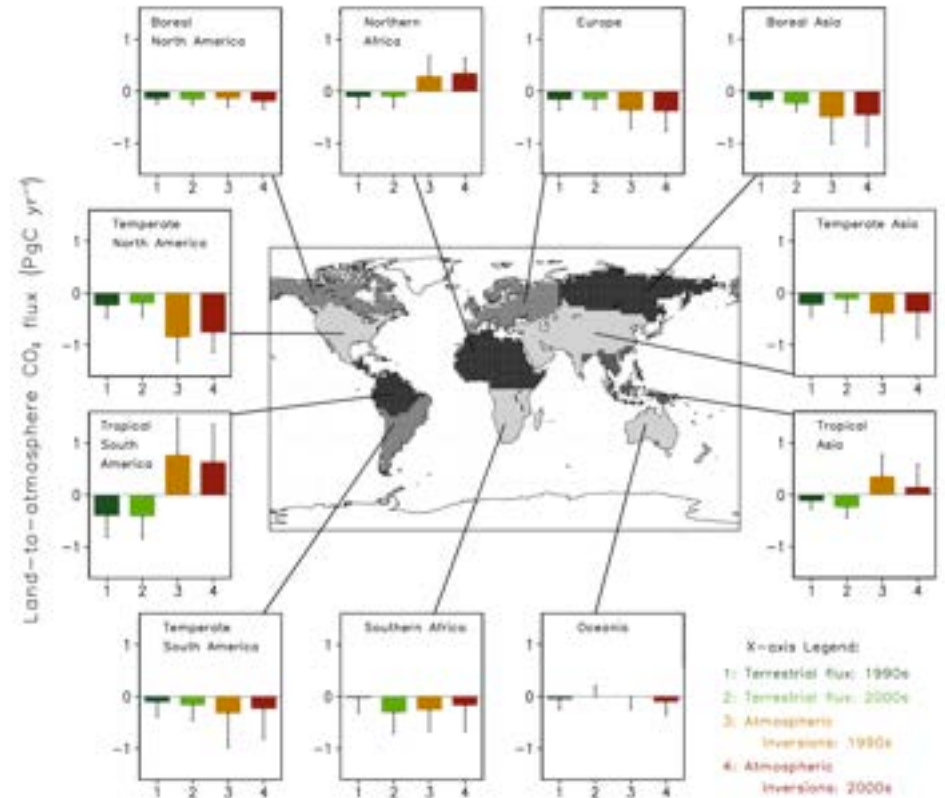 Land-to-atmosphere CO₂ flux (PgC yr⁻¹)
Boreal
North America
1
0
-1
1 2 3 4
Northern
Africa
1
0
-1
1 2 3 4
Europe
1
0
-1
1 2 3 4
Boreal Asia
1
0
-1
1 2 3 4
Temperate
North America
1
0
-1
1 2 3 4
Temperate Asia
1
0
-1
1 2 3 4
Tropical
South
America
1
0
-1
1 2 3 4
Tropical
Asia
1
0
-1
1 2 3 4
Temperate
South America
1
0
-1
1 2 3 4
Southern Africa
1
0
-1
1 2 3 4
Oceania
1
0
-1
1 2 3 4
X-axis Legend:
1: Terrestrial flux: 1990s
2: Terrestrial flux: 2000s
3: Atmospheric
Inversions: 1990s
4: Atmospheric
Inversions: 2000s